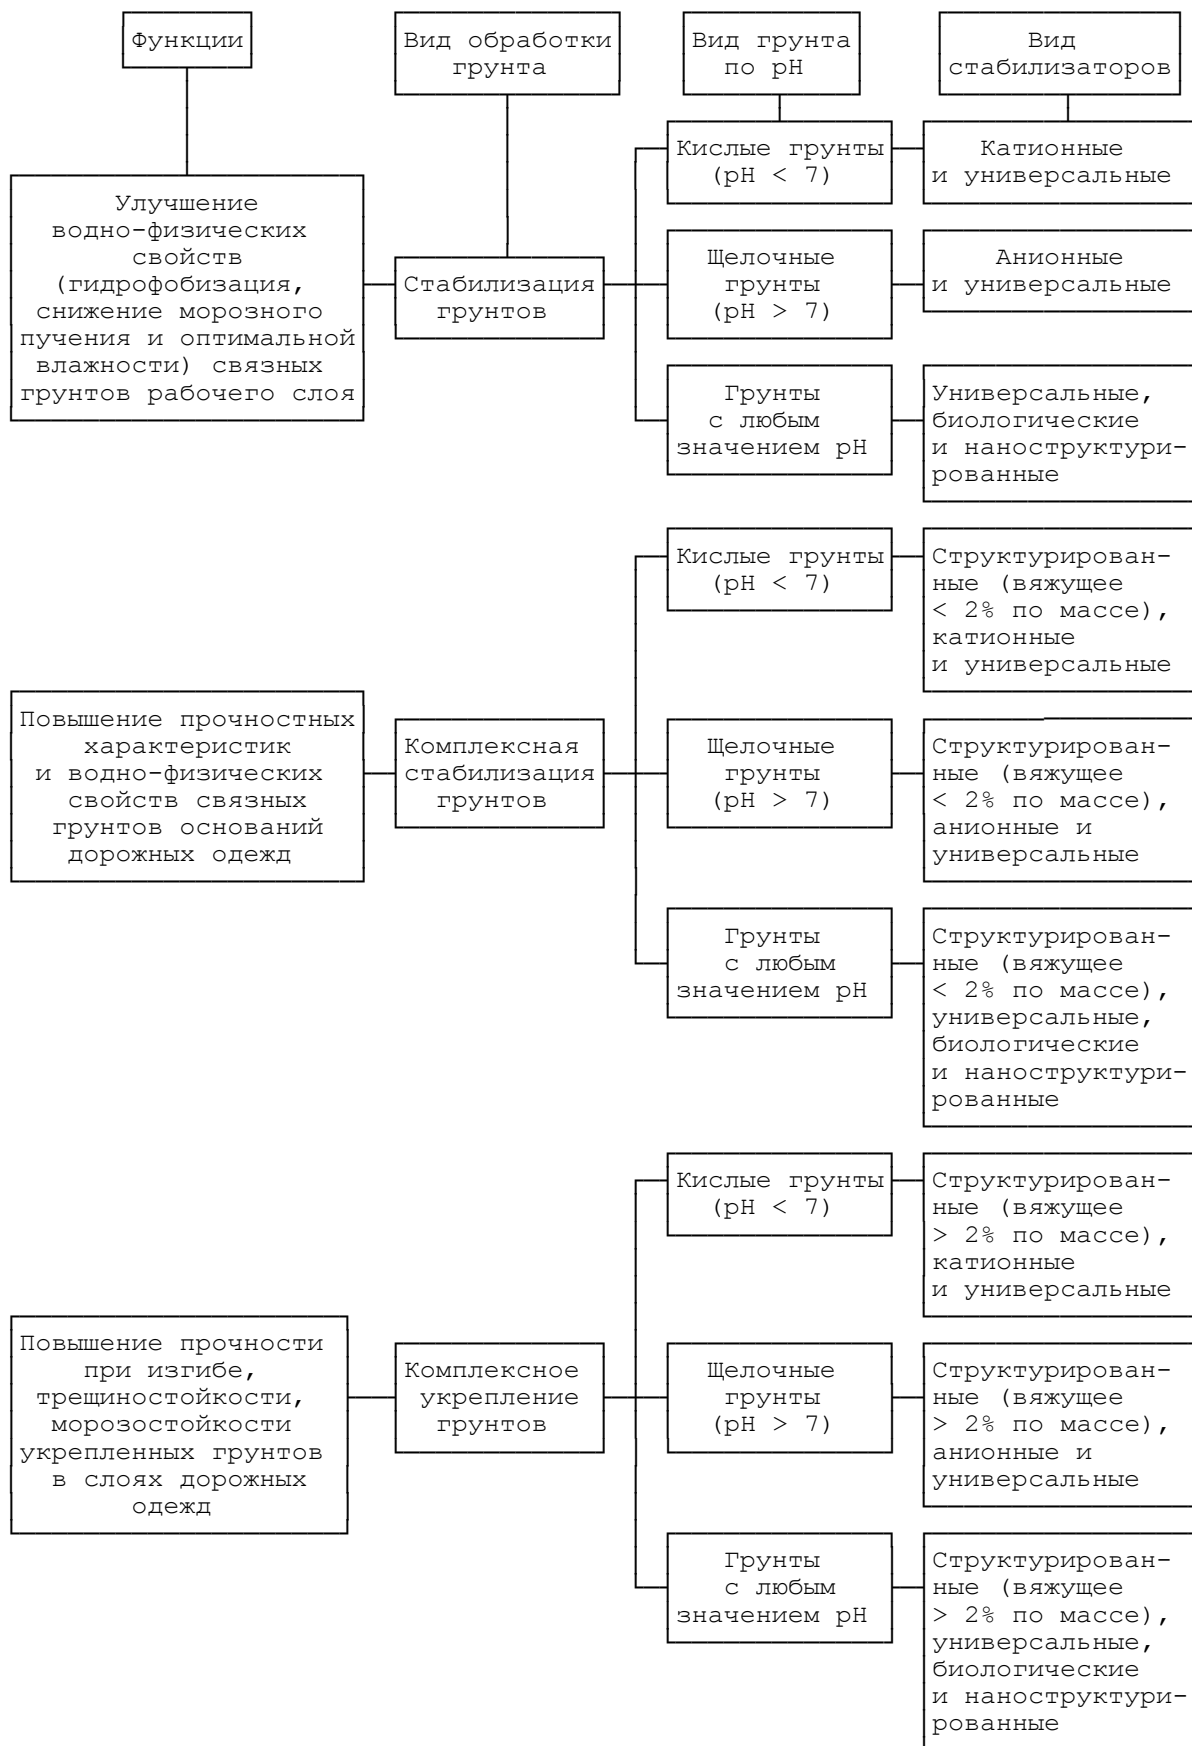 Функции
Вид обработки
грунта
Вид грунта
по pH
Вид
стабилизаторов
Улучшение
водно-физических
свойств
(гидрофобизация,
снижение морозного
пучения и оптимальной
влажности) связных
грунтов рабочего слоя
Стабилизация
грунтов
Кислые грунты
(pH < 7)
Катионные
и универсальные
Щелочные
грунты
(pH > 7)
Анионные
и универсальные
Грунты
с любым
значением pH
Универсальные,
биологические
и наноструктури-
рованные
Повышение прочностных
характеристик
и водно-физических
свойств связных
грунтов оснований
дорожных одежд
Комплексная
стабилизация
грунтов
Кислые грунты
(pH < 7)
Структурирован-
ные (вяжущее
< 2% по массе),
катионные
и универсальные
Щелочные
грунты
(pH > 7)
Структурирован-
ные (вяжущее
< 2% по массе),
анионные и
универсальные
Грунты
с любым
значением pH
Структурирован-
ные (вяжущее
< 2% по массе),
универсальные,
биологические
и наноструктури-
рованные
Повышение прочности
при изгибе,
трещиностойкости,
морозостойкости
укрепленных грунтов
в слоях дорожных
одежд
Комплексное
укрепление
грунтов
Кислые грунты
(pH < 7)
Структурирован-
ные (вяжущее
> 2% по массе),
катионные
и универсальные
Щелочные
грунты
(pH > 7)
Структурирован-
ные (вяжущее
> 2% по массе),
анионные и
универсальные
Грунты
с любым
значением pH
Структурирован-
ные (вяжущее
> 2% по массе),
универсальные,
биологические
и наноструктури-
рованные